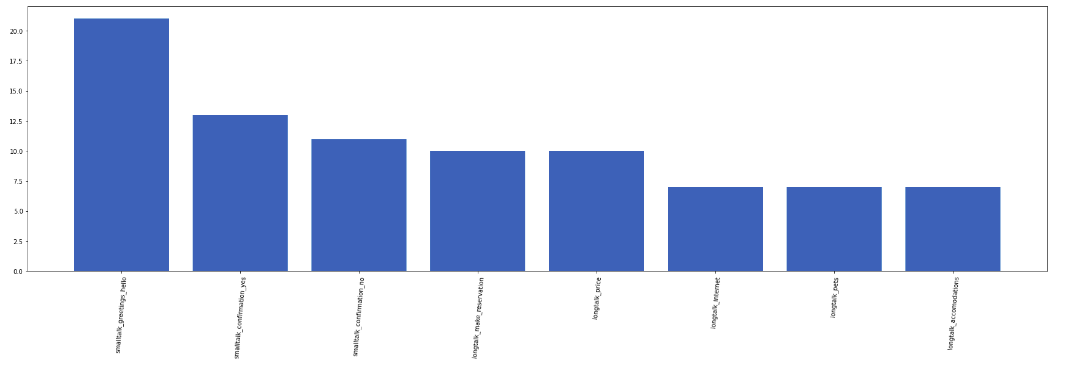 20.0
17.5
15.0
12.5
10.0
7.5
5.0
2.5
0.0
smalltalk_greetings_hello
smalltalk_confirmation_yes
smalltalk_confirmation_no
longtalk_make_reservation
longtalk_price
longtalk_internet
longtalk_pets
longtalk_accomodations